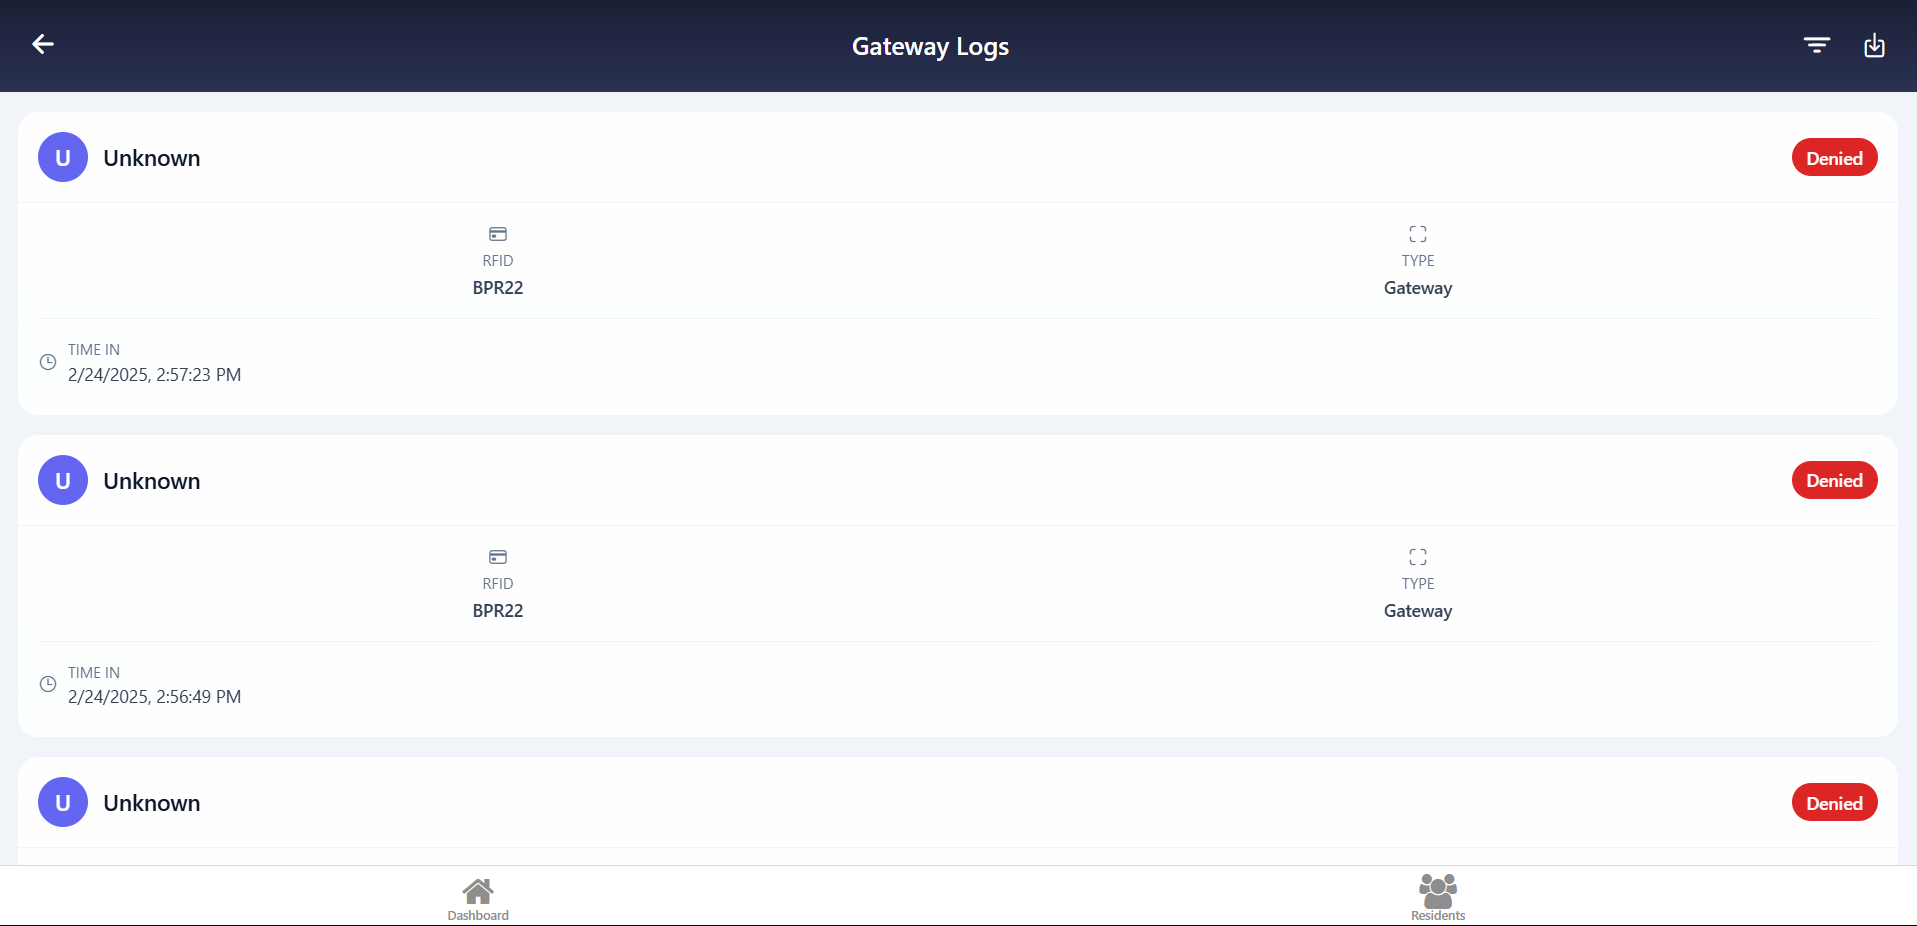 Gateway Logs
U
Unknown
Denied
RFID
BPR22
TYPE
Gateway
TIME IN
2/24/2025, 2:57:23 PM
U
Unknown
Denied
RFID
BPR22
TYPE
Gateway
TIME IN
2/24/2025, 2:56:49 PM
U
Unknown
Denied
Dashboard
Residents